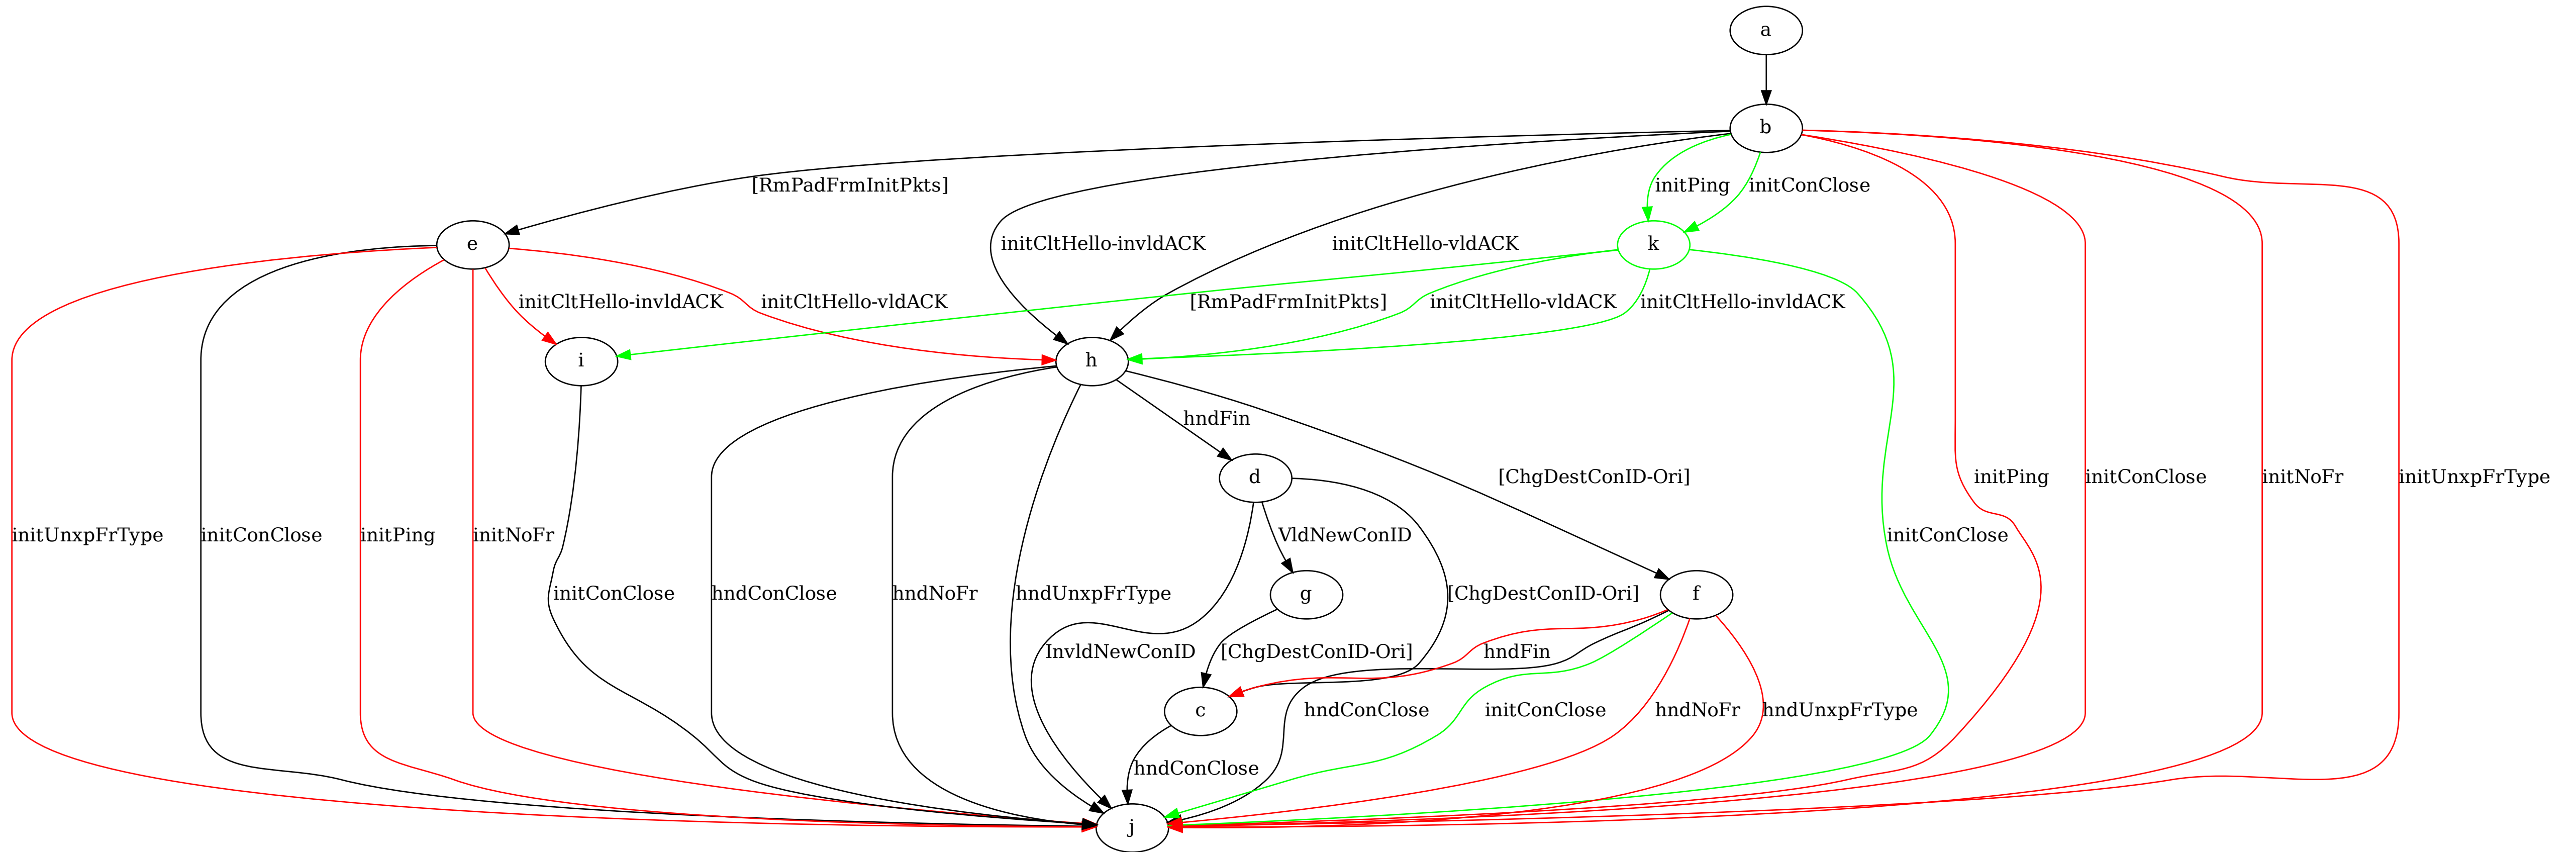 a
b
[RmPadFrmInitPkts]
initPing
initConClose
e
initCltHello-invldACK
initCltHello-vldACK
k
initCltHello-invldACK
initCltHello-vldACK
[RmPadFrmInitPkts]
initCltHello-vldACK
initCltHello-invldACK
i
h
hndFin
d
[ChgDestConID-Ori]
initPing
initConClose
initNoFr
initUnxpFrType
initUnxpFrType
initConClose
initPing
initNoFr
VldNewConID
initConClose
initConClose
hndConClose
hndNoFr
hndUnxpFrType
g
[ChgDestConID-Ori]
f
InvldNewConID
[ChgDestConID-Ori]
hndFin
c
hndConClose
initConClose
hndNoFr
hndUnxpFrType
hndConClose
j